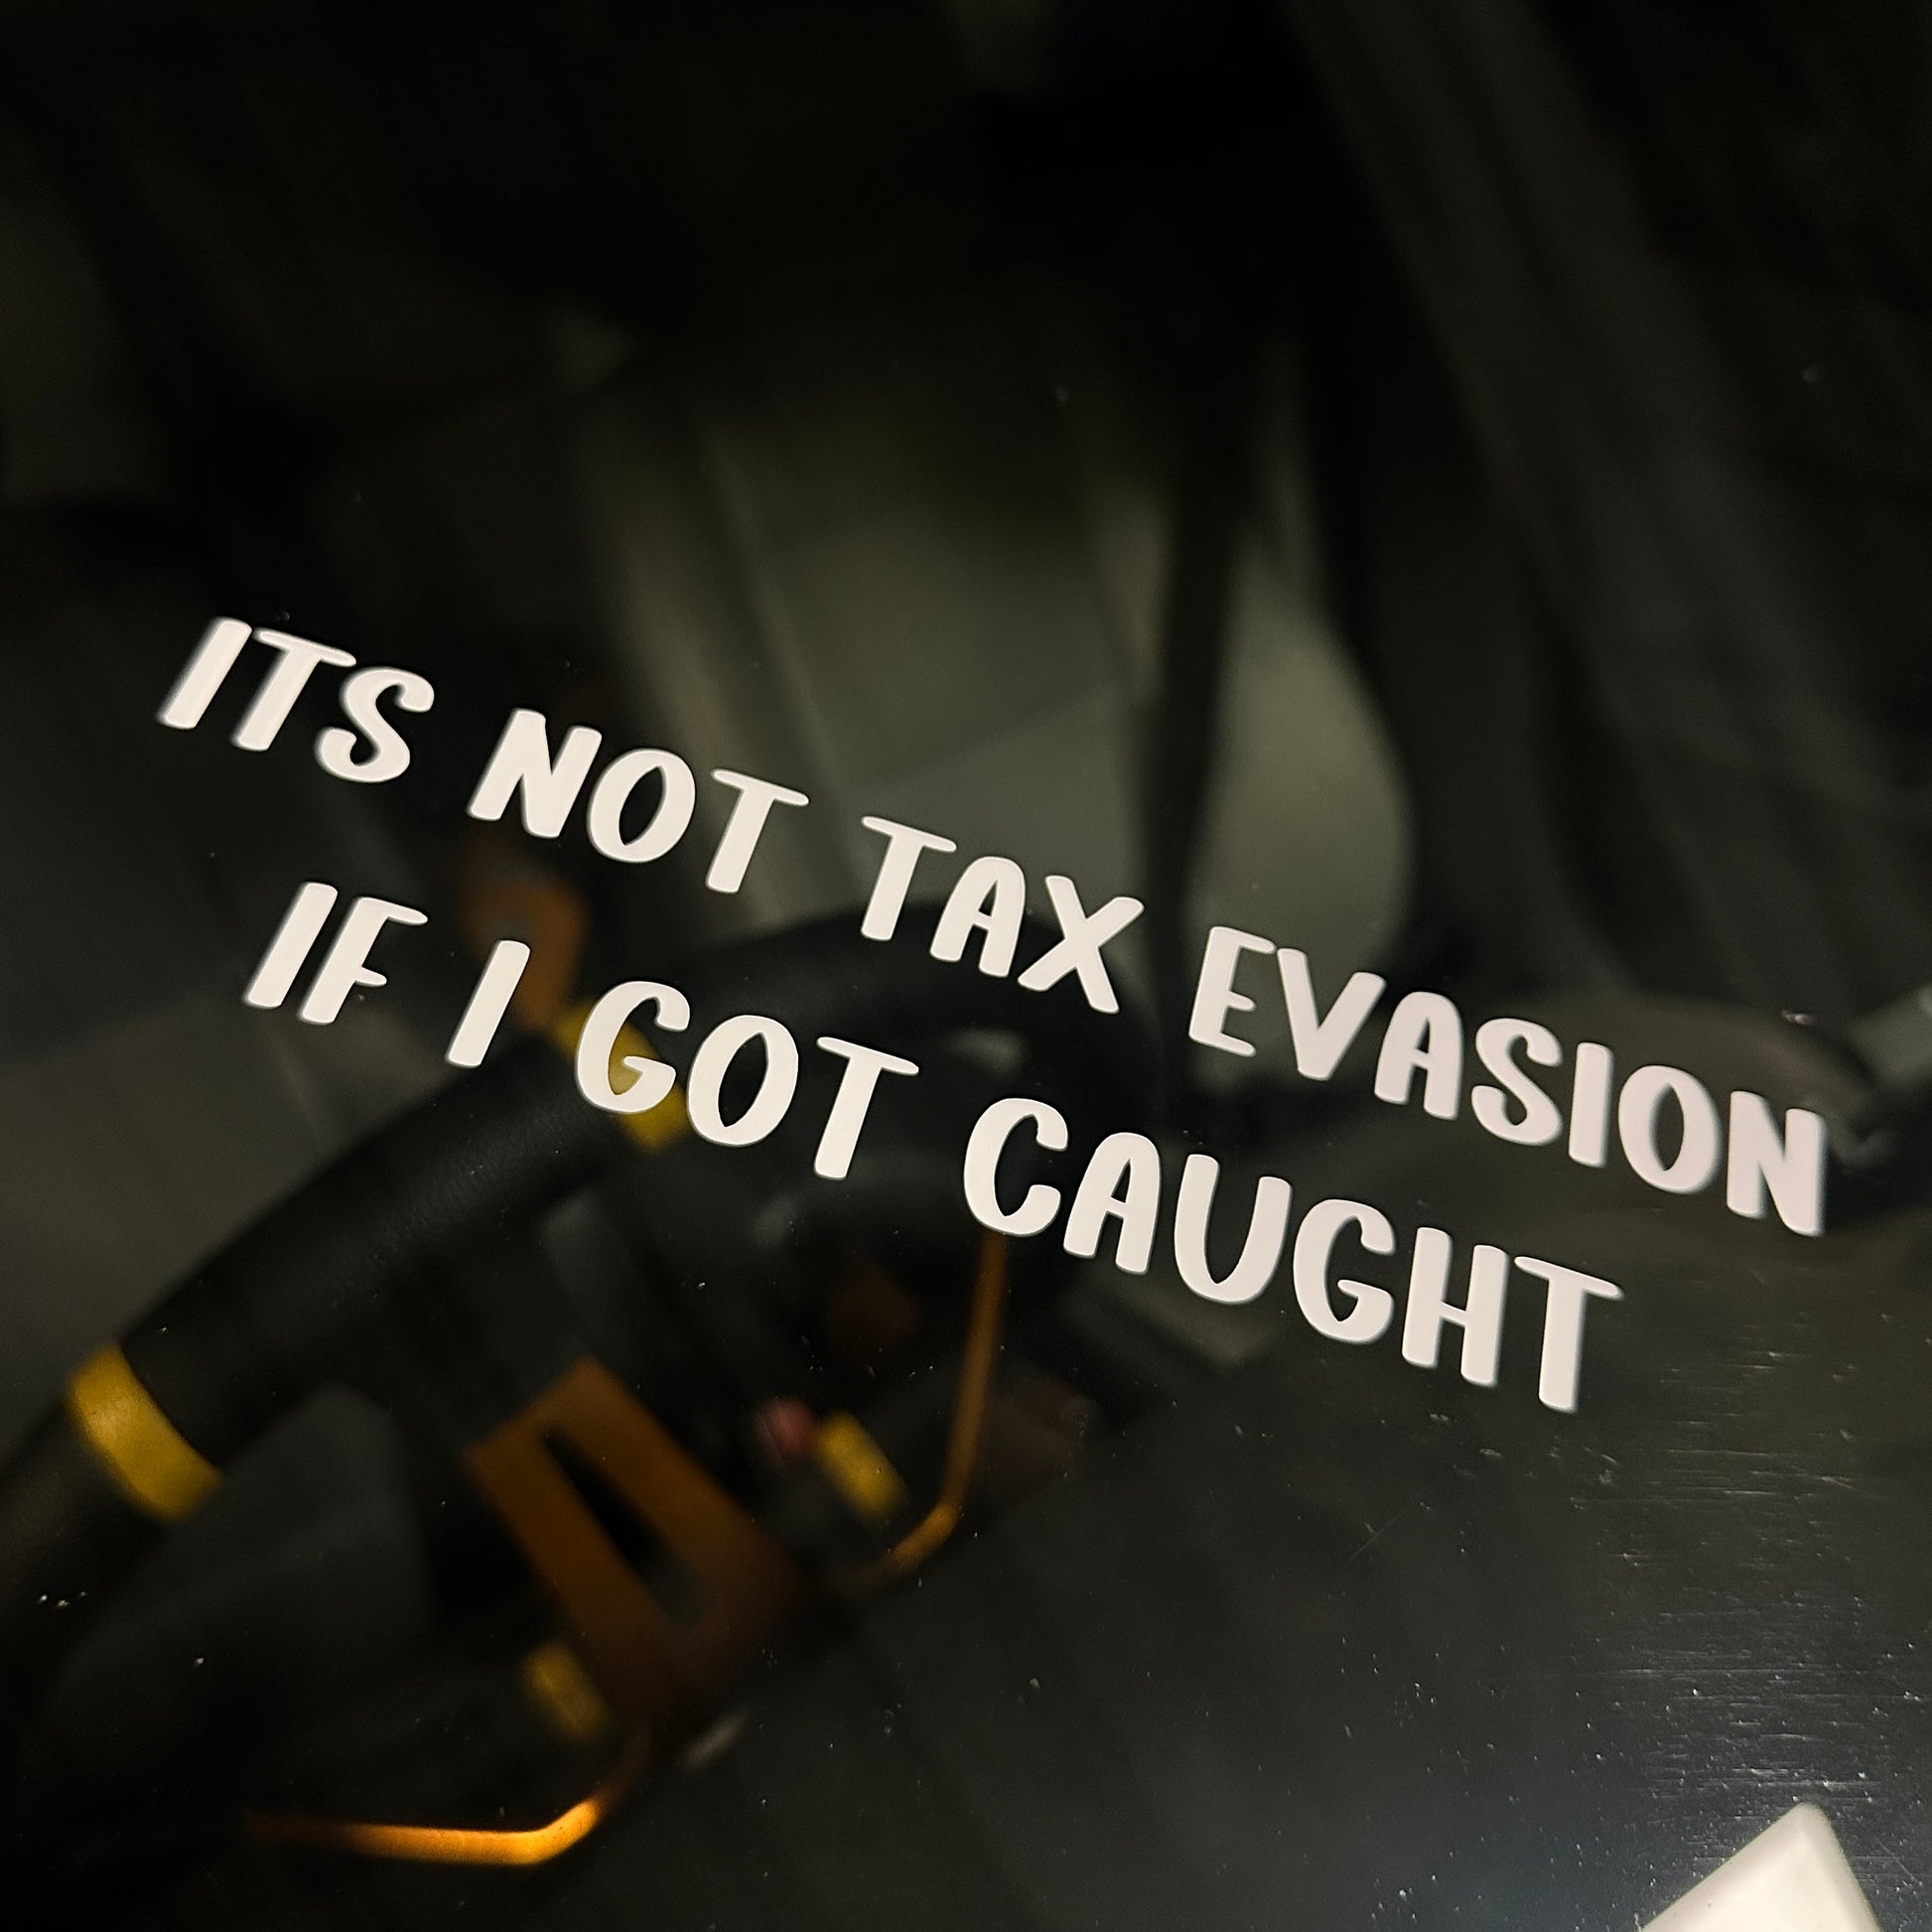 ITS NOT TAX EVASION
IF I GOT CAUGHT